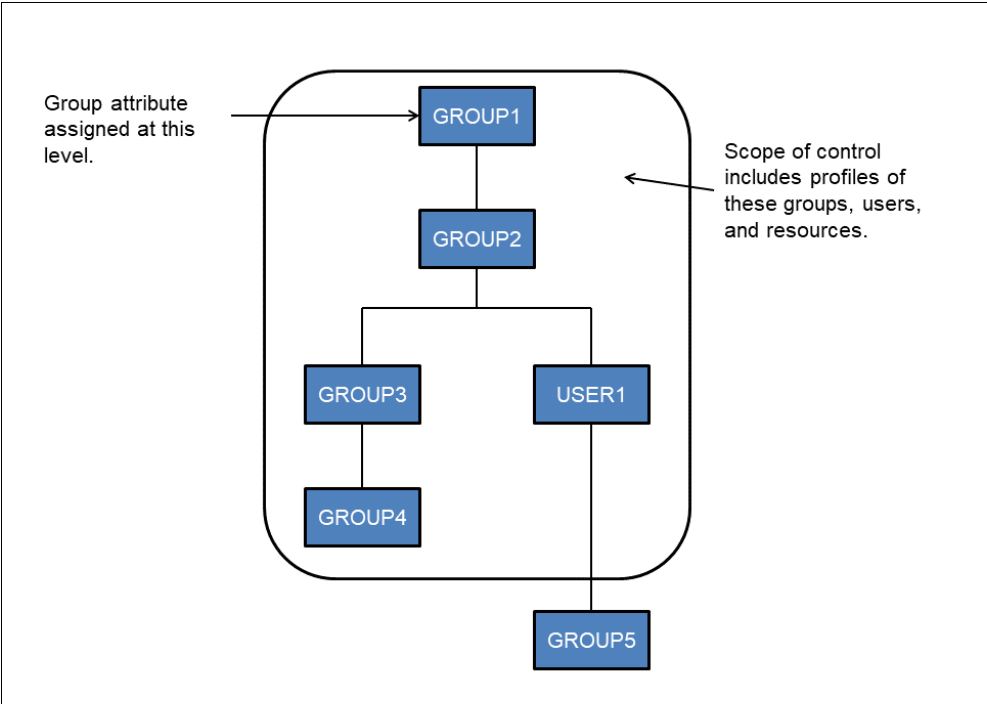 Group attribute
assigned at this
level.
GROUP1
Scope of control
includes profiles of
these groups, users,
and resources.
GROUP2
GROUP3
USER1
GROUP4
GROUP5